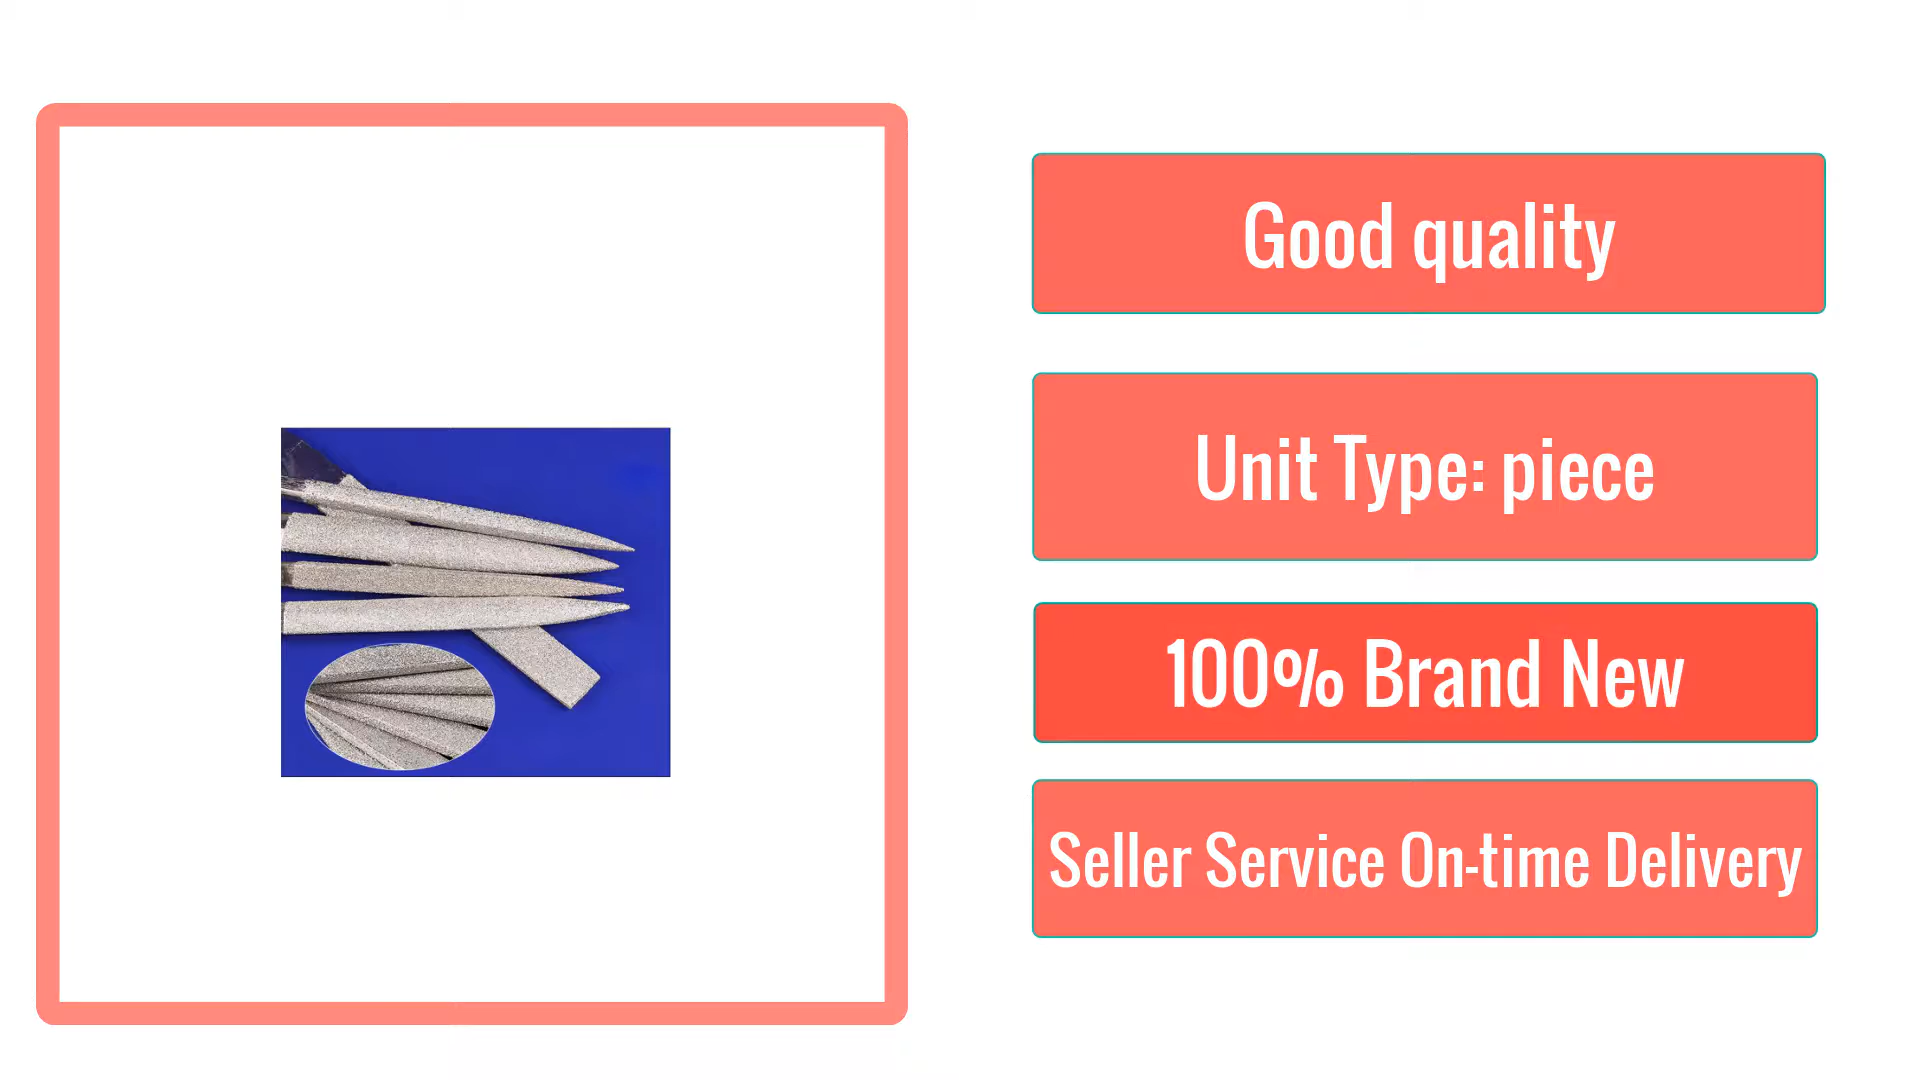 Good quality
Unit Type: piece
100% Brand New
Seller Service On-time Delivery